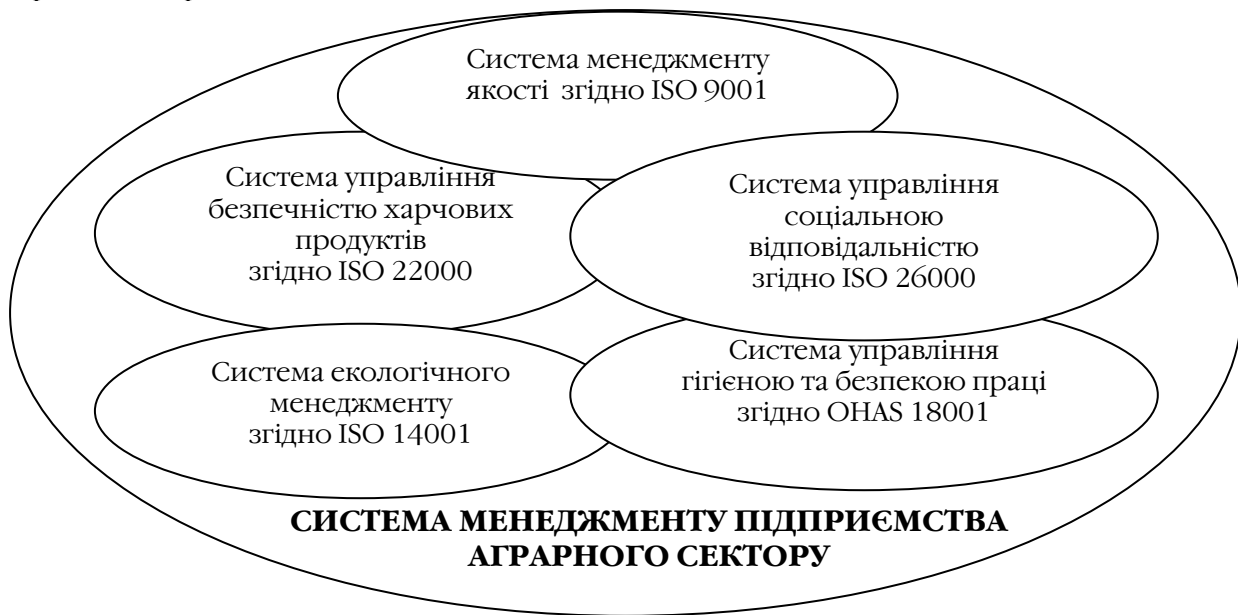 Система менеджменту
якості згідно ISO 9001
Система управління
безпечністю харчових
продуктів
згідно ISO 22000
Система управління
соціальною
відповідальністю
згідно ISO 26000
Система екологічного
менеджменту
згідно ISO 14001
Система управління
гігієною та безпекою праці
згідно OHAS 18001
СИСТЕМА МЕНЕДЖМЕНТУ ПІДПРИЄМСТВА
АГРАРНОГО СЕКТОРУ